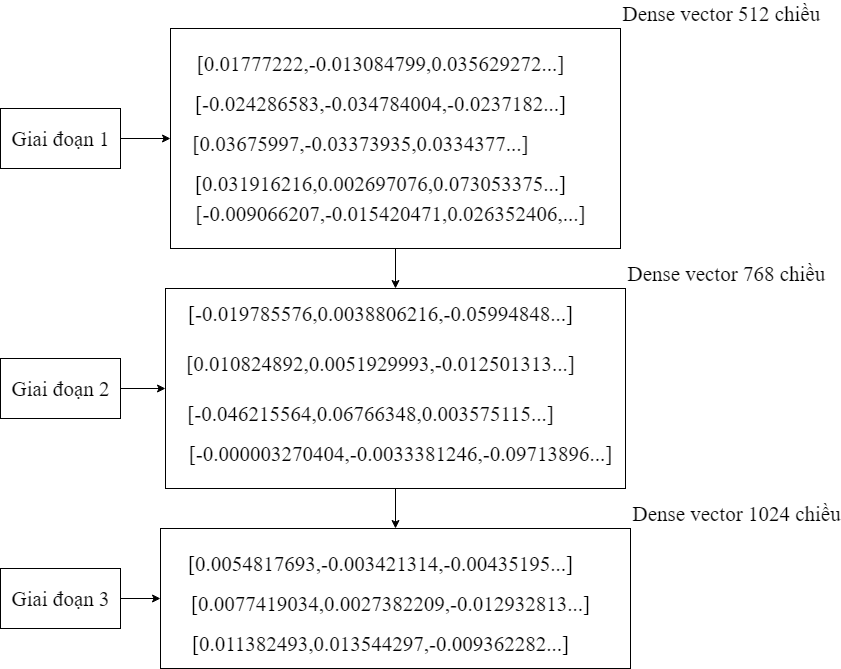 Dense vector 512 chiều
[0.01777222,-0.013084799,0.035629272...]
[-0.024286583,-0.034784004,-0.0237182...]
Giai đoạn 1
[0.03675997,-0.03373935,0.0334377...]
[0.031916216,0.002697076,0.073053375...]
[-0.009066207,-0.015420471,0.026352406,...]
Dense vector 768 chiều
[-0.019785576,0.0038806216,-0.05994848...]
[0.010824892,0.0051929993,-0.012501313...]
Giai đoạn 2
[-0.046215564,0.06766348,0.003575115...]
[-0.000003270404,-0.0033381246,-0.09713896...]
Dense vector 1024 chiều
[0.0054817693,-0.003421314,-0.00435195...]
Giai đoạn 3
[0.0077419034,0.0027382209,-0.012932813...]
[0.011382493,0.013544297,-0.009362282...]